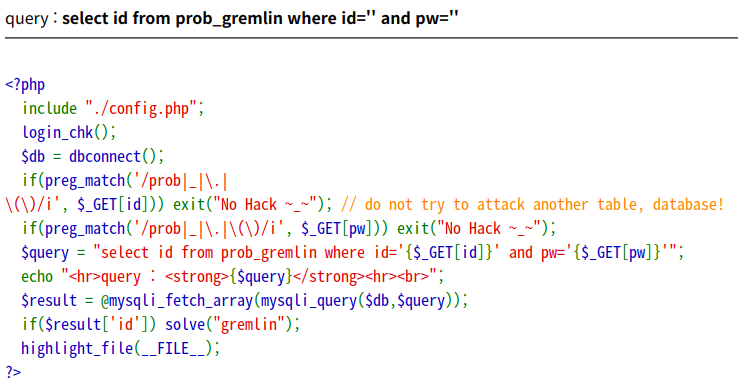 query : select id from prob_gremlin where id='' and pw=''
<?php
include "./config.php";
login_chk();
$db = dbconnect();
if(preg_match('/prob|_|\.|
\(\)/i', $_GET[id])) exit("No Hack ~_~"); // do not try to attack another table, database!
if(preg_match('/prob|_|\.|\(\)/i', $_GET[pw])) exit("No Hack ~_~");
$query = "select id from prob_gremlin where id='{$_GET[id]}' and pw='{$_GET[pw]}'";
echo "<hr>query : <strong>{$query}</strong><hr><br>";
$result = @mysqli_fetch_array(mysqli_query($db,$query));
if($result['id']) solve("gremlin");
highlight_file(__FILE__);
?>